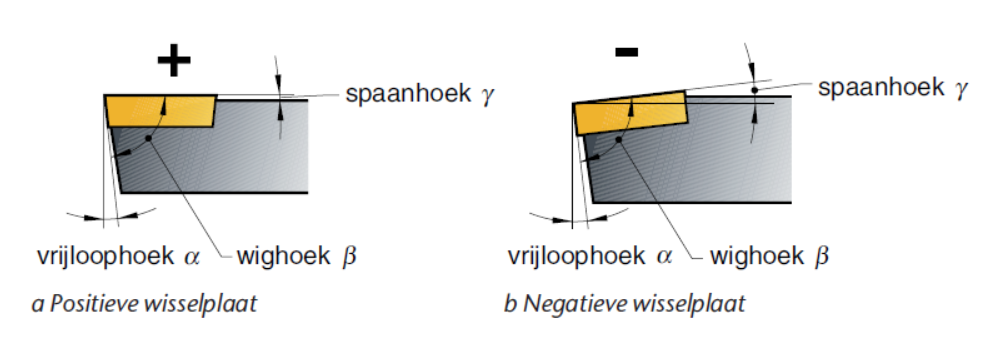 +
-
spaanhoek γ
spaanhoek γ
vrijloophoek α
wighoek β
vrijloophoek α
wighoek β
a Positieve wisselplaat
b Negatieve wisselplaat